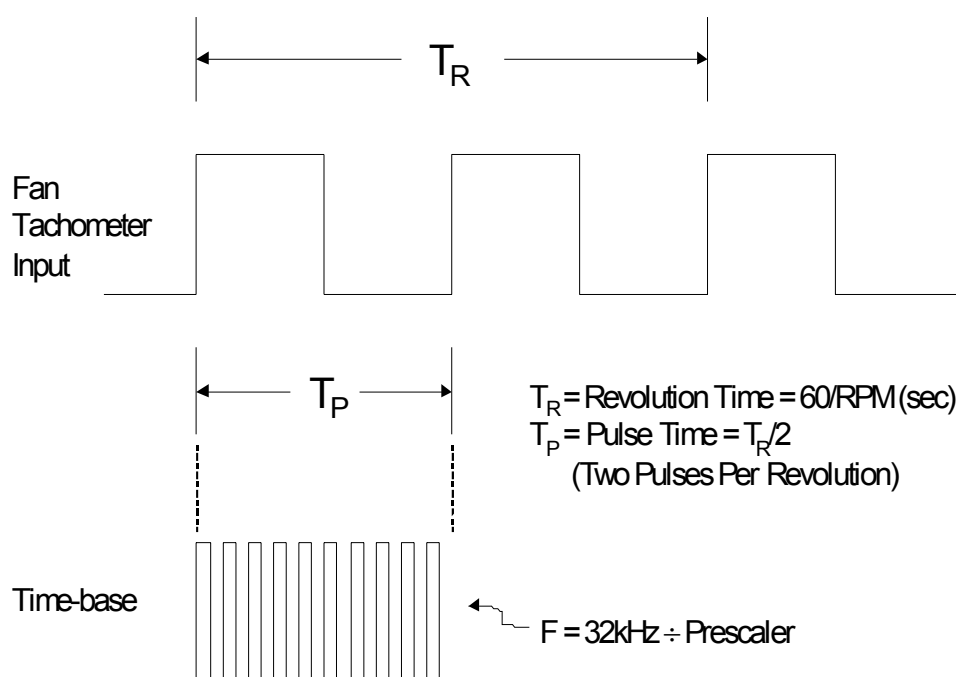 T_R
Fan
Tachometer
Input
T_P
T_R = Revolution Time = 60/RPM (sec)
T_P = Pulse Time = T_R/2
(Two Pulses Per Revolution)
Time-base
F = 32kHz ÷ Prescaler